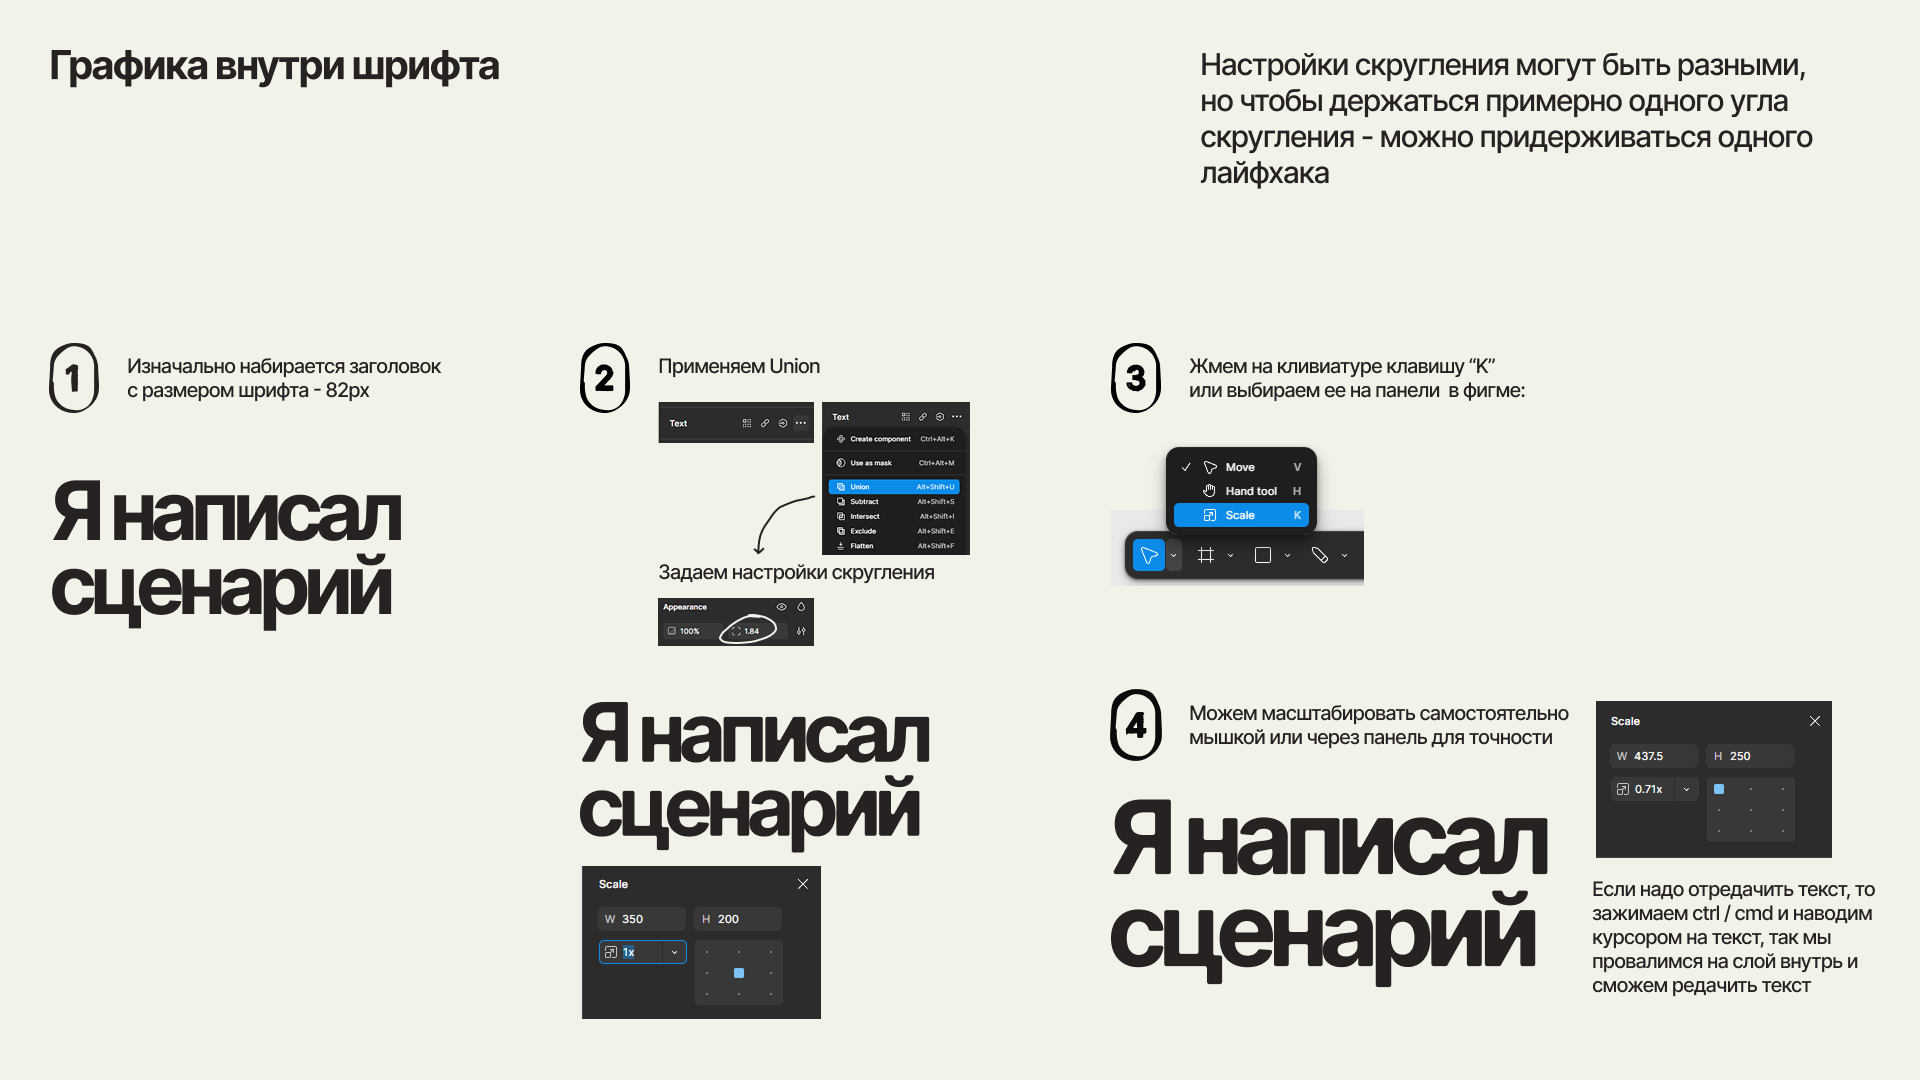 Графика внутри шрифта
Настройки скругления могут быть разными,
но чтобы держаться примерно одного угла
скругления - можно придерживаться одного
лайфхака
1
Изначально набирается заголовок
с размером шрифта - 82px
Я написал
сценарий
2
Применяем Union
Text
Text
Create component Ctrl+Alt+K
Use as mask Ctrl+Alt+M
Union Alt+Shift+U
Subtract Alt+Shift+S
Intersect Alt+Shift+I
Exclude Alt+Shift+E
Flatten Alt+Shift+F
Задаем настройки скругления
Appearance
100% 1.84
Я написал
сценарий
Scale
W 350 H 200
1x
3
Жмем на кливиатуре клавишу “K”
или выбираем ее на панели в фигме:
Move V
Hand tool H
Scale K
4
Можем масштабировать самостоятельно
мышкой или через панель для точности
Я написал
сценарий
Scale
W 437.5 H 250
0.71x
Если надо отредачить текст, то
зажимаем ctrl / cmd и наводим
курсором на текст, так мы
провалимся на слой внутрь и
сможем редачить текст